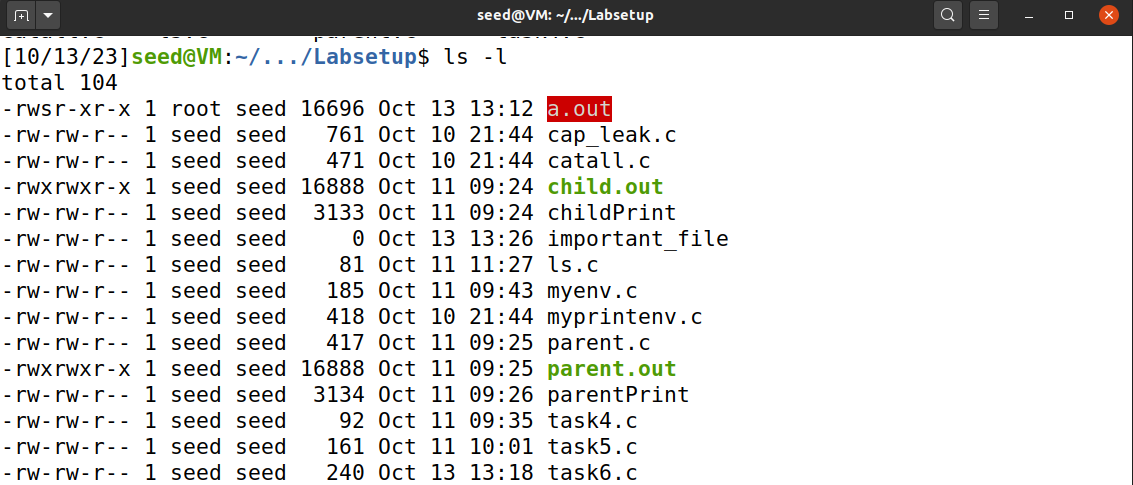 seed@VM: ~/.../Labsetup
[10/13/23]seed@VM:~/.../Labsetup$ ls -l
total 104
-rwsr-xr-x 1 root seed 16696 Oct 13 13:12 a.out
-rw-rw-r-- 1 seed seed   761 Oct 10 21:44 cap_leak.c
-rw-rw-r-- 1 seed seed   471 Oct 10 21:44 catall.c
-rwxrwxr-x 1 seed seed 16888 Oct 11 09:24 child.out
-rw-rw-r-- 1 seed seed  3133 Oct 11 09:24 childPrint
-rw-rw-r-- 1 seed seed     0 Oct 13 13:26 important_file
-rw-rw-r-- 1 seed seed    81 Oct 11 11:27 ls.c
-rw-rw-r-- 1 seed seed   185 Oct 11 09:43 myenv.c
-rw-rw-r-- 1 seed seed   418 Oct 10 21:44 myprintenv.c
-rw-rw-r-- 1 seed seed   417 Oct 11 09:25 parent.c
-rwxrwxr-x 1 seed seed 16888 Oct 11 09:25 parent.out
-rw-rw-r-- 1 seed seed  3134 Oct 11 09:26 parentPrint
-rw-rw-r-- 1 seed seed    92 Oct 11 09:35 task4.c
-rw-rw-r-- 1 seed seed   161 Oct 11 10:01 task5.c
-rw-rw-r-- 1 seed seed   240 Oct 13 13:18 task6.c